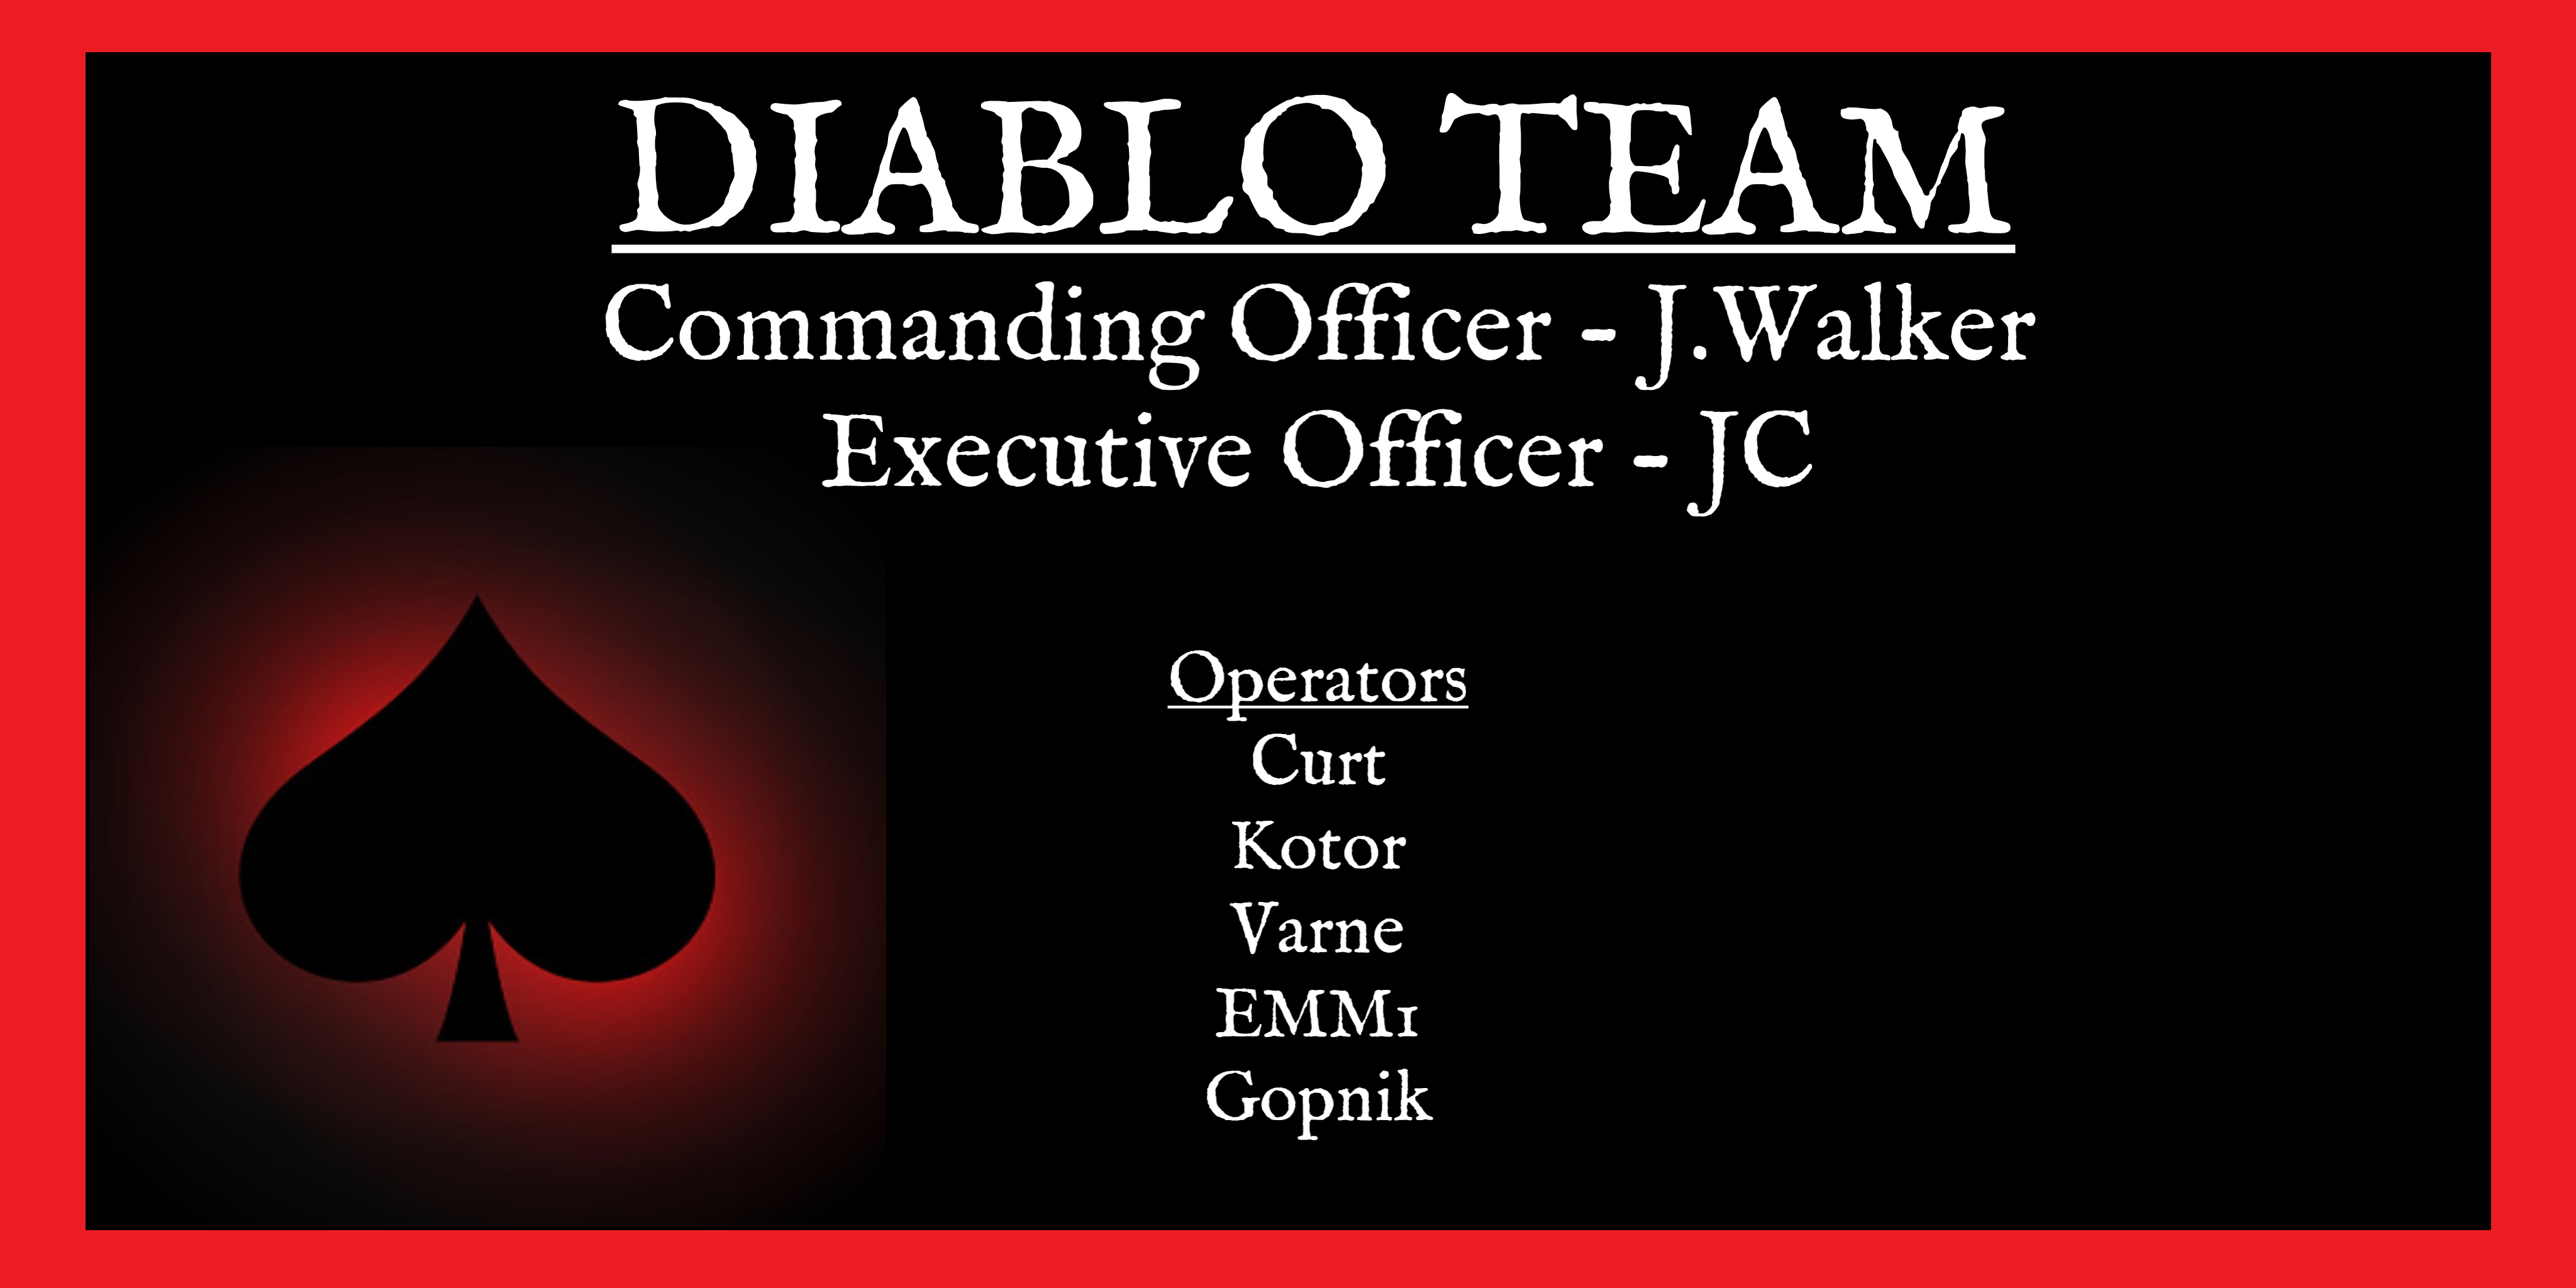 DIABLO TEAM
Commanding Officer - J.Walker
Executive Officer - JC
Operators
Curt
Kotor
Varne
EMM1
Gopnik